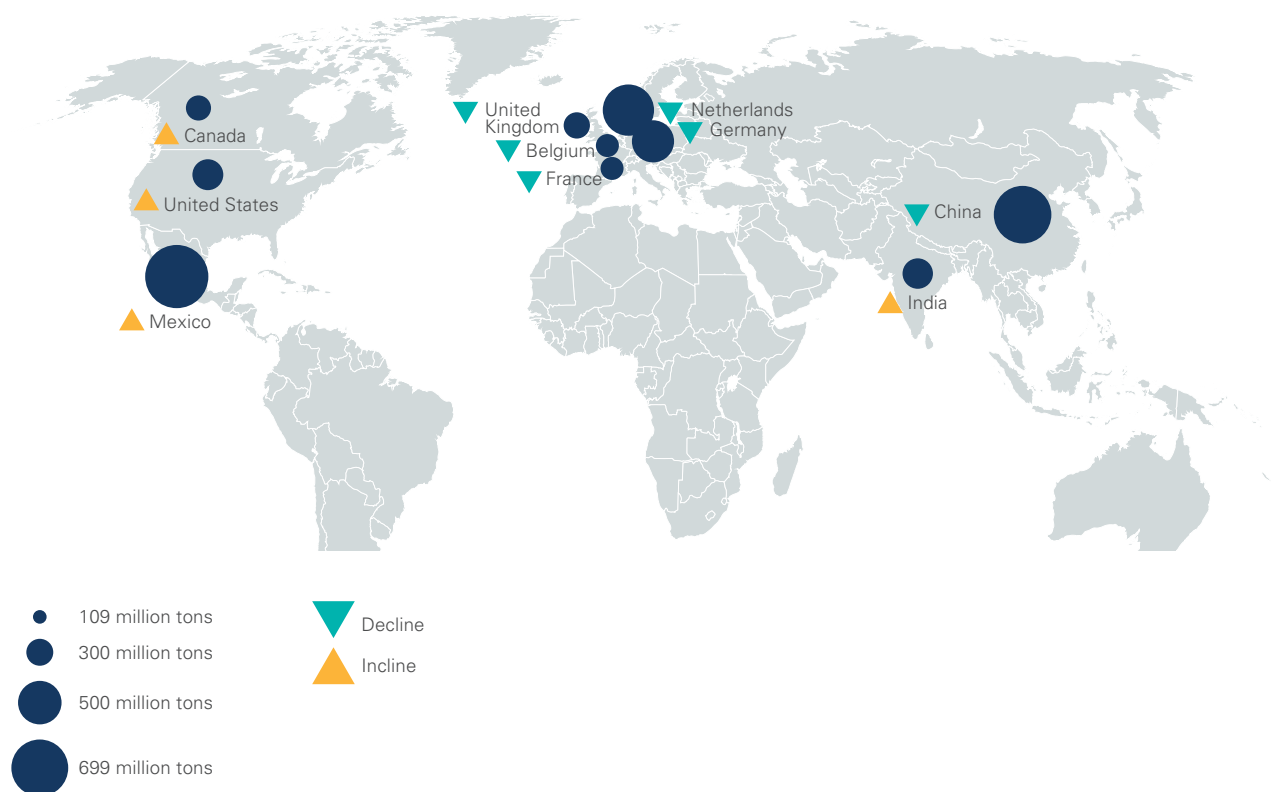 United
Kingdom
Netherlands
Germany
Canada
Belgium
France
United States
China
India
Mexico
109 million tons
300 million tons
500 million tons
699 million tons
Decline
Incline